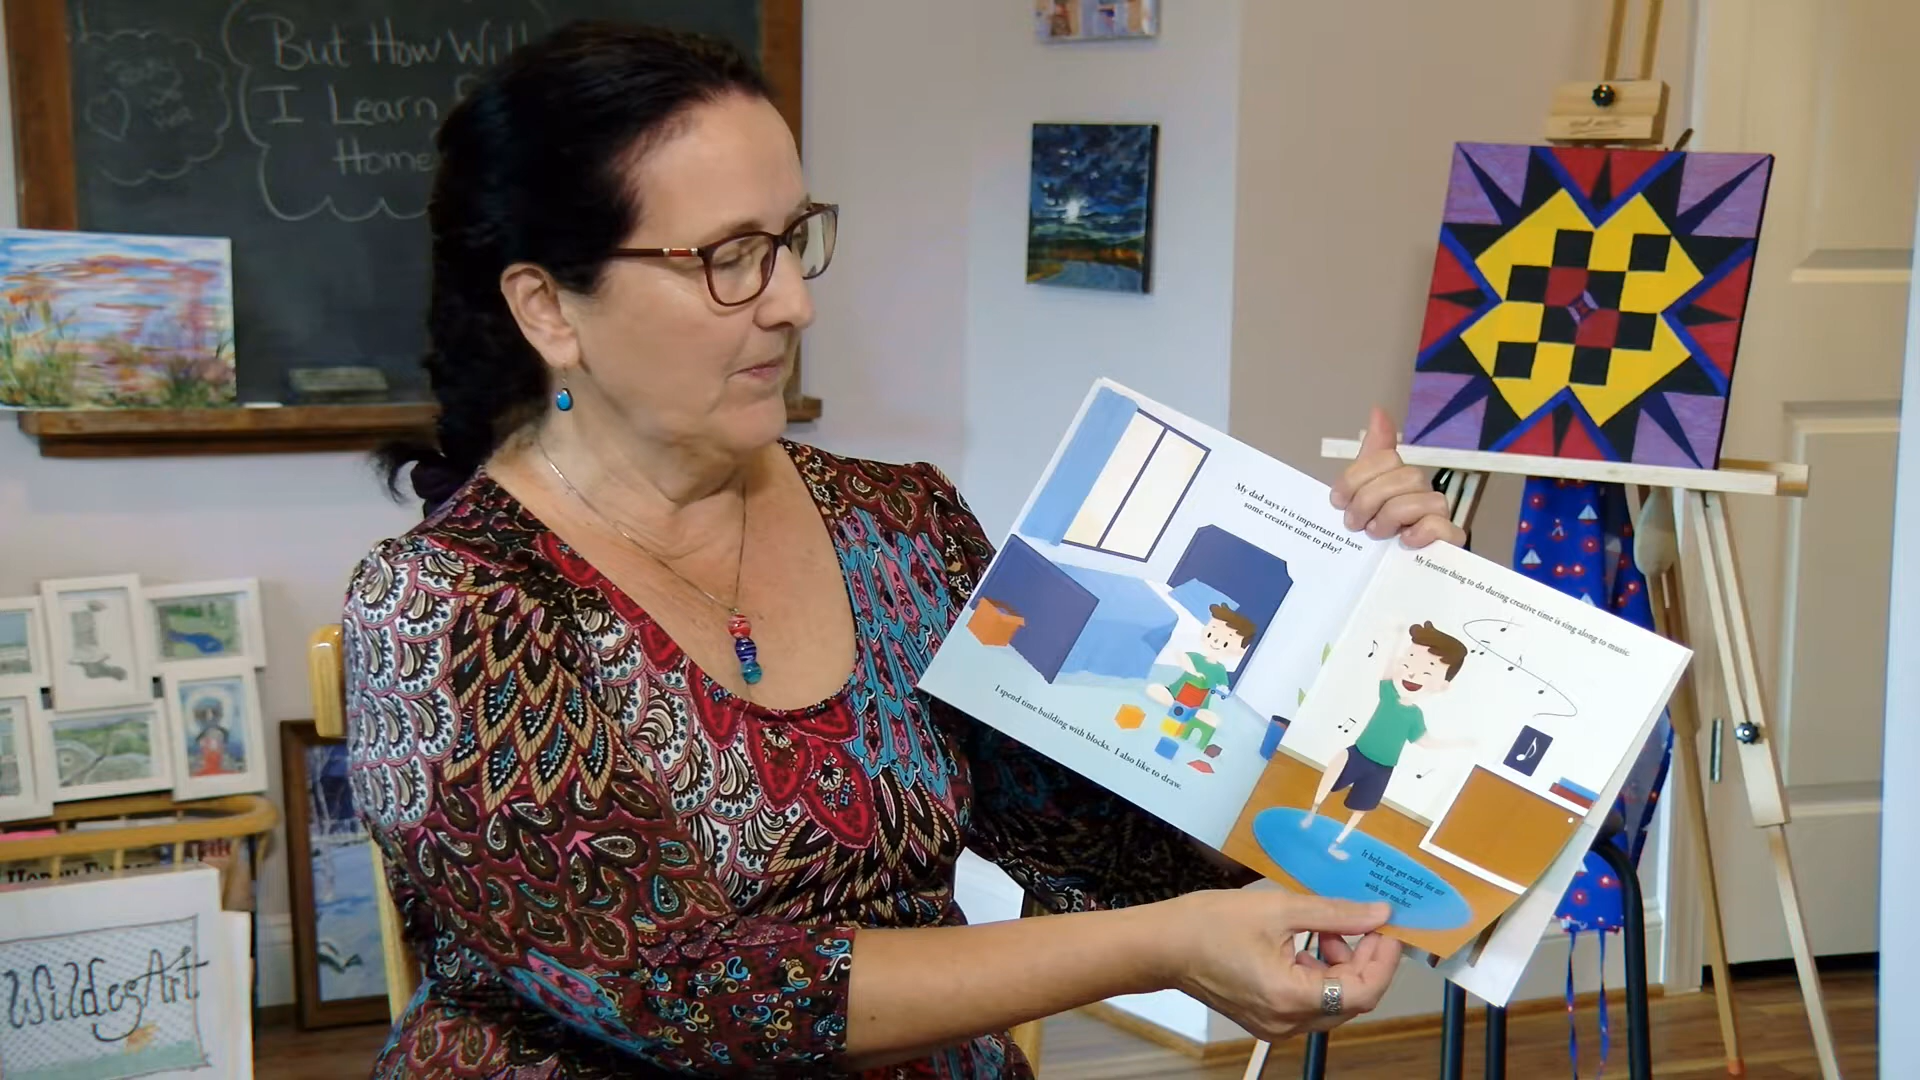 But How Will
I Learn
Home
My dad says it is important to have
some creative time to play!
I spend time building with blocks. I also like to draw.
My favorite thing to do during creative time is sing along to music.
It helps me get ready for my
next learning time
with my teacher.
WildesArt